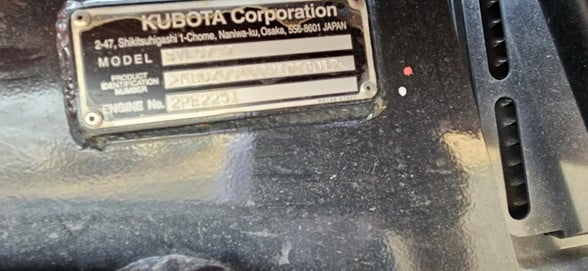 KUBOTA Corporation
2-47, Shikitsuhigashi 1-Chome, Naniwa-ku, Osaka, 556-8601 JAPAN
MODEL
PRODUCT
IDENTIFICATION
NUMBER
ENGINE No. 2PE2251